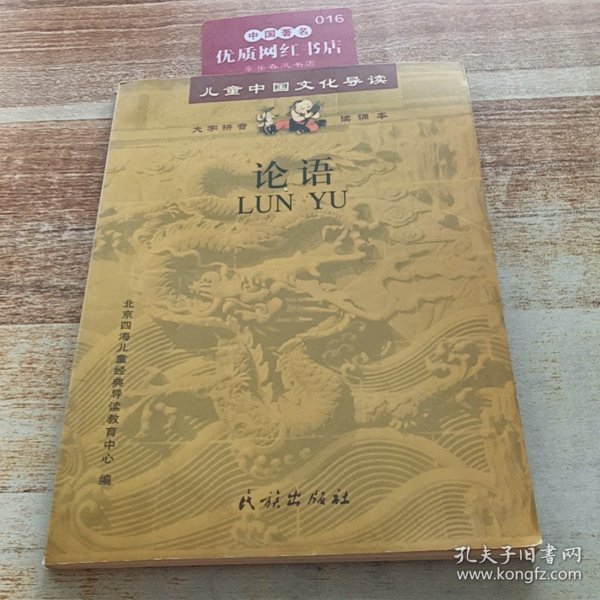 016
中国著名
优质网红书店
儿童中国文化导读
大字拼音 读诵本
论语
LUN YU
北京四海儿童经典导读教育中心 编
民族出版社
孔夫子旧书网
www.kongfz.com